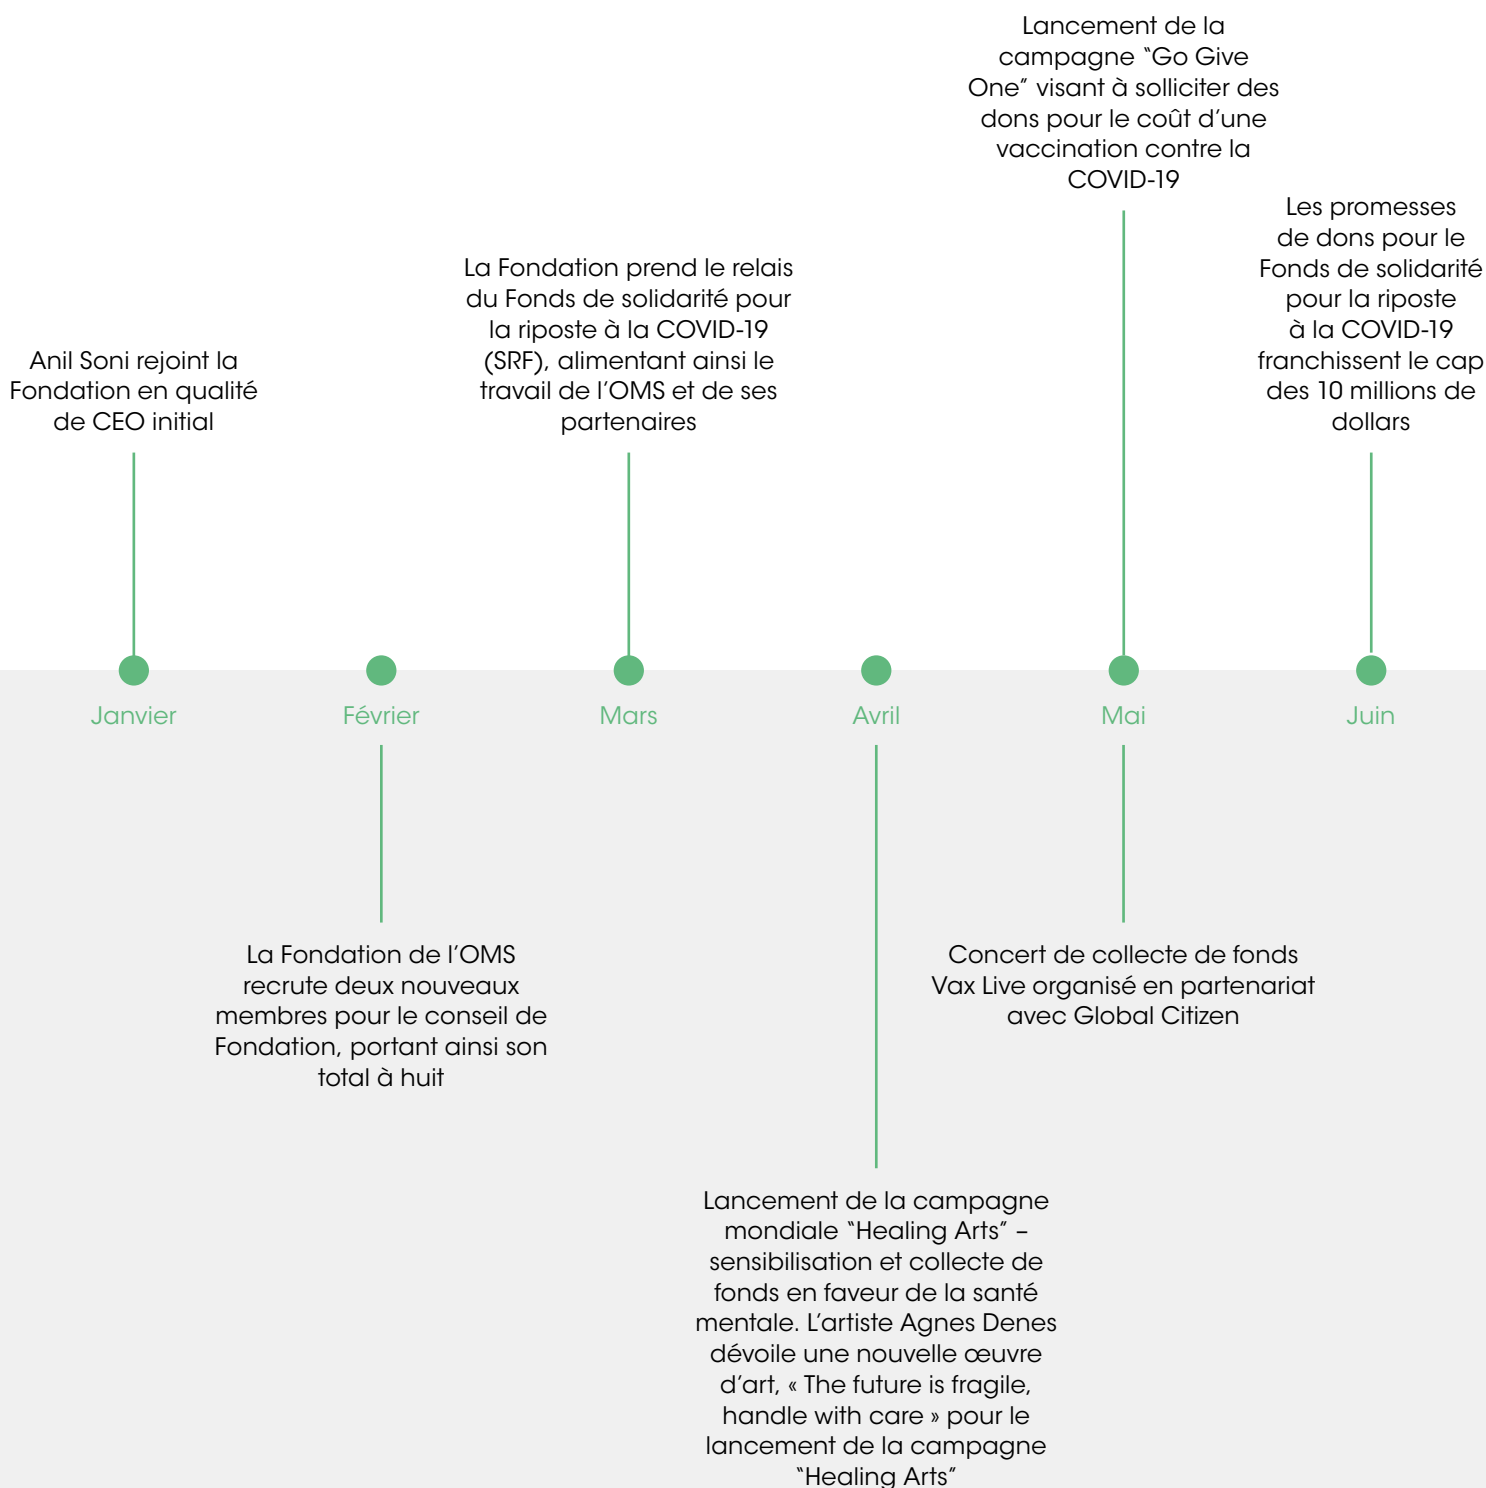 Lancement de la
campagne “Go Give
One” visant à solliciter des
dons pour le coût d’une
vaccination contre la
COVID-19
Les promesses
de dons pour le
Fonds de solidarité
pour la riposte
à la COVID-19
franchissent le cap
des 10 millions de
dollars
La Fondation prend le relais
du Fonds de solidarité pour
la riposte à la COVID-19
(SRF), alimentant ainsi le
travail de l’OMS et de ses
partenaires
Anil Soni rejoint la
Fondation en qualité
de CEO initial
Janvier
Février
Mars
Avril
Mai
Juin
La Fondation de l’OMS
recrute deux nouveaux
membres pour le conseil de
Fondation, portant ainsi son
total à huit
Concert de collecte de fonds
Vax Live organisé en partenariat
avec Global Citizen
Lancement de la campagne
mondiale “Healing Arts” –
sensibilisation et collecte de
fonds en faveur de la santé
mentale. L’artiste Agnes Denes
dévoile une nouvelle œuvre
d’art, « The future is fragile,
handle with care » pour le
lancement de la campagne
“Healing Arts”